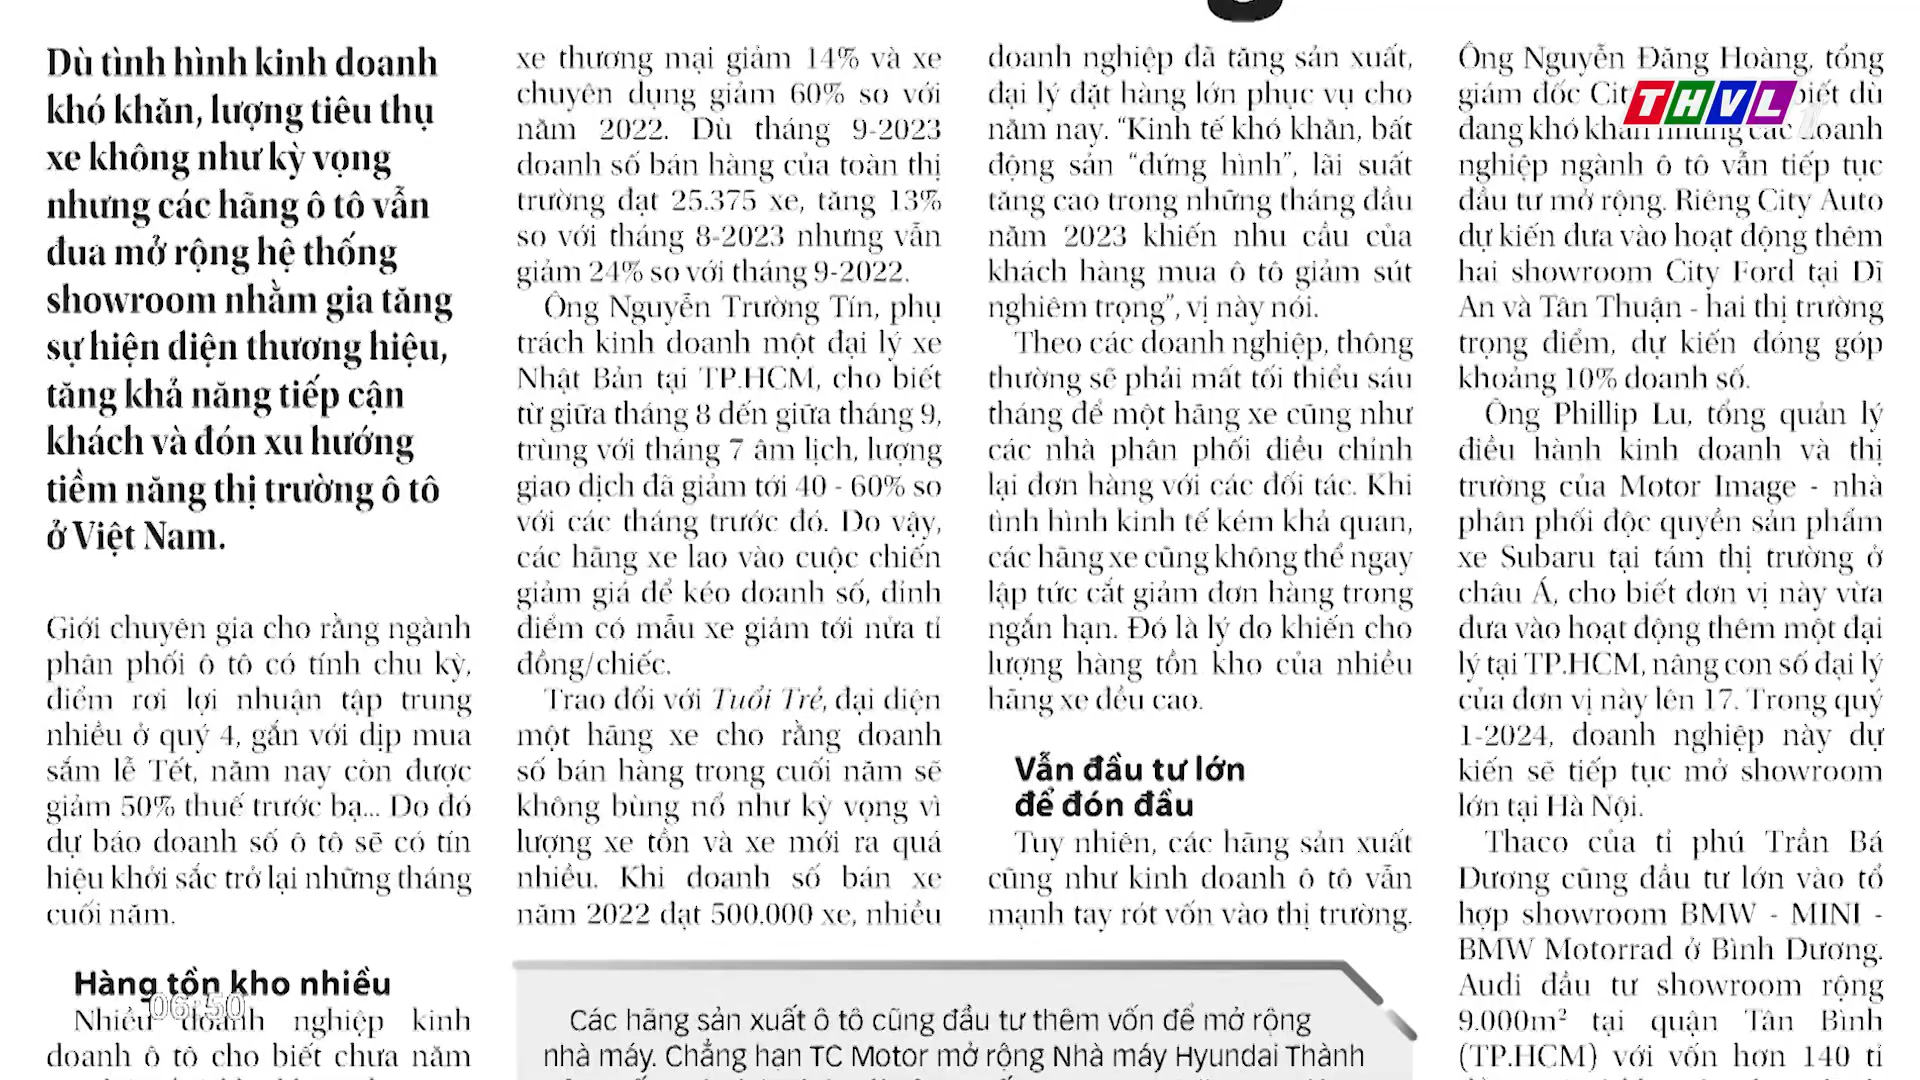 Dù tình hình kinh doanh
khó khăn, lượng tiêu thụ
xe không như kỳ vọng
nhưng các hãng ô tô vẫn
đua mở rộng hệ thống
showroom nhằm gia tăng
sự hiện diện thương hiệu,
tăng khả năng tiếp cận
khách và đón xu hướng
tiềm năng thị trường ô tô
ở Việt Nam.
Giới chuyên gia cho rằng ngành
phân phối ô tô có tính chu kỳ,
điểm rơi lợi nhuận tập trung
nhiều ở quý 4, gắn với dịp mua
sắm lễ Tết, năm nay còn được
giảm 50% thuế trước bạ... Do đó
dự báo doanh số ô tô sẽ có tín
hiệu khởi sắc trở lại những tháng
cuối năm.
Hàng tồn kho nhiều
06:50
Nhiều doanh nghiệp kinh
doanh ô tô cho biết chưa năm
xe thương mại giảm 14% và xe
chuyên dụng giảm 60% so với
năm 2022. Dù tháng 9-2023
doanh số bán hàng của toàn thị
trường đạt 25.375 xe, tăng 13%
so với tháng 8-2023 nhưng vẫn
giảm 24% so với tháng 9-2022.
Ông Nguyễn Trường Tín, phụ
trách kinh doanh một đại lý xe
Nhật Bản tại TP.HCM, cho biết
từ giữa tháng 8 đến giữa tháng 9,
trùng với tháng 7 âm lịch, lượng
giao dịch đã giảm tới 40 - 60% so
với các tháng trước đó. Do vậy,
các hãng xe lao vào cuộc chiến
giảm giá để kéo doanh số, đỉnh
điểm có mẫu xe giảm tới nửa tỉ
đồng/chiếc.
Trao đổi với Tuổi Trẻ, đại diện
một hãng xe cho rằng doanh
số bán hàng trong cuối năm sẽ
không bùng nổ như kỳ vọng vì
lượng xe tồn và xe mới ra quá
nhiều. Khi doanh số bán xe
năm 2022 đạt 500.000 xe, nhiều
doanh nghiệp đã tăng sản xuất,
đại lý đặt hàng lớn phục vụ cho
năm nay. “Kinh tế khó khăn, bất
động sản “đứng hình”, lãi suất
tăng cao trong những tháng đầu
năm 2023 khiến nhu cầu của
khách hàng mua ô tô giảm sút
nghiêm trọng”, vị này nói.
Theo các doanh nghiệp, thông
thường sẽ phải mất tối thiểu sáu
tháng để một hãng xe cũng như
các nhà phân phối điều chỉnh
lại đơn hàng với các đối tác. Khi
tình hình kinh tế kém khả quan,
các hãng xe cũng không thể ngay
lập tức cắt giảm đơn hàng trong
ngắn hạn. Đó là lý do khiến cho
lượng hàng tồn kho của nhiều
hãng xe đều cao.
Vẫn đầu tư lớn
để đón đầu
Tuy nhiên, các hãng sản xuất
cũng như kinh doanh ô tô vẫn
mạnh tay rót vốn vào thị trường.
Các hãng sản xuất ô tô cũng đầu tư thêm vốn để mở rộng
nhà máy. Chẳng hạn TC Motor mở rộng Nhà máy Hyundai Thành
Ông Nguyễn Đăng Hoàng, tổng
giám đốc biết dù
THVL
đang khó khăn nhưng các doanh
nghiệp ngành ô tô vẫn tiếp tục
đầu tư mở rộng. Riêng City Auto
dự kiến đưa vào hoạt động thêm
hai showroom City Ford tại Dĩ
An và Tân Thuận - hai thị trường
trọng điểm, dự kiến đóng góp
khoảng 10% doanh số.
Ông Phillip Lu, tổng quản lý
điều hành kinh doanh và thị
trường của Motor Image - nhà
phân phối độc quyền sản phẩm
xe Subaru tại tám thị trường ở
châu Á, cho biết đơn vị này vừa
đưa vào hoạt động thêm một đại
lý tại TP.HCM, nâng con số đại lý
của đơn vị này lên 17. Trong quý
1-2024, doanh nghiệp này dự
kiến sẽ tiếp tục mở showroom
lớn tại Hà Nội.
Thaco của tỉ phú Trần Bá
Dương cũng đầu tư lớn vào tổ
hợp showroom BMW - MINI -
BMW Motorrad ở Bình Dương.
Audi đầu tư showroom rộng
9.000m² tại quận Tân Bình
(TP.HCM) với vốn hơn 140 tỉ